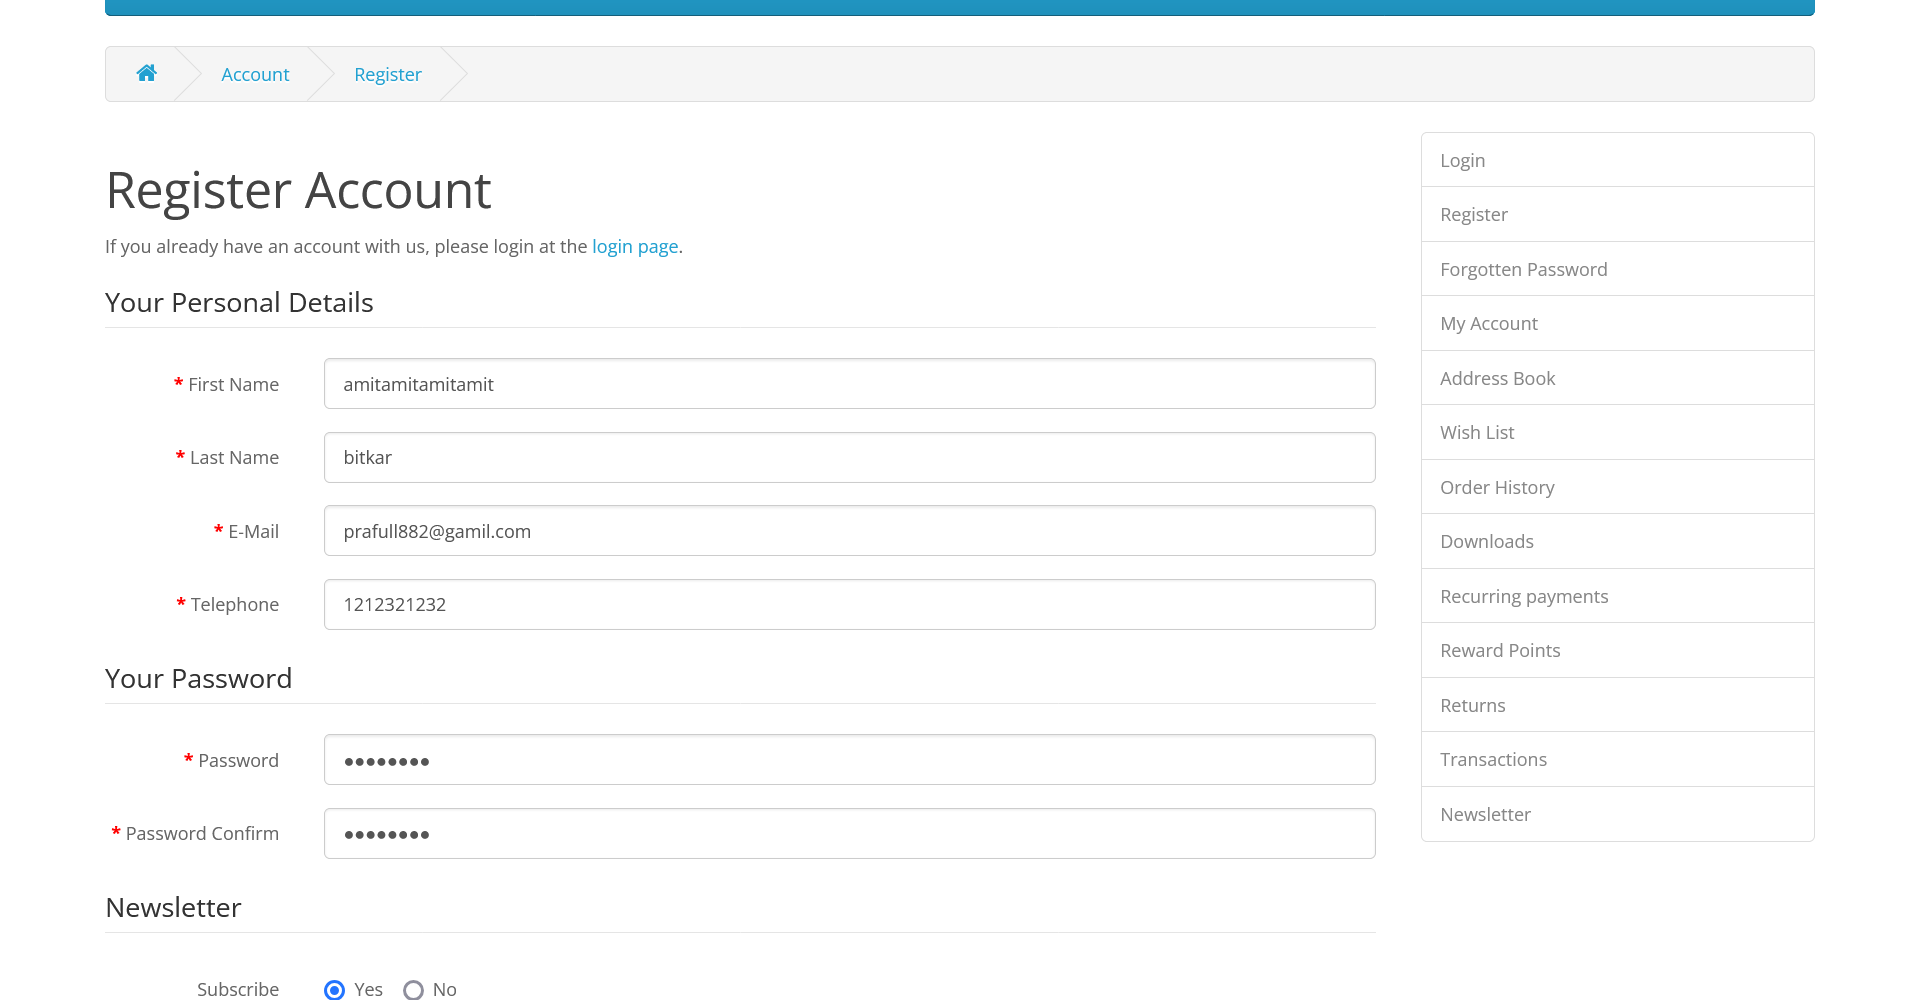 Account
Register
Register Account
If you already have an account with us, please login at the login page.
Your Personal Details
* First Name
amitamitamitamit
* Last Name
bitkar
* E-Mail
prafull882@gamil.com
* Telephone
1212321232
Your Password
* Password
••••••••
* Password Confirm
••••••••
Newsletter
Subscribe
Yes
No
Login
Register
Forgotten Password
My Account
Address Book
Wish List
Order History
Downloads
Recurring payments
Reward Points
Returns
Transactions
Newsletter